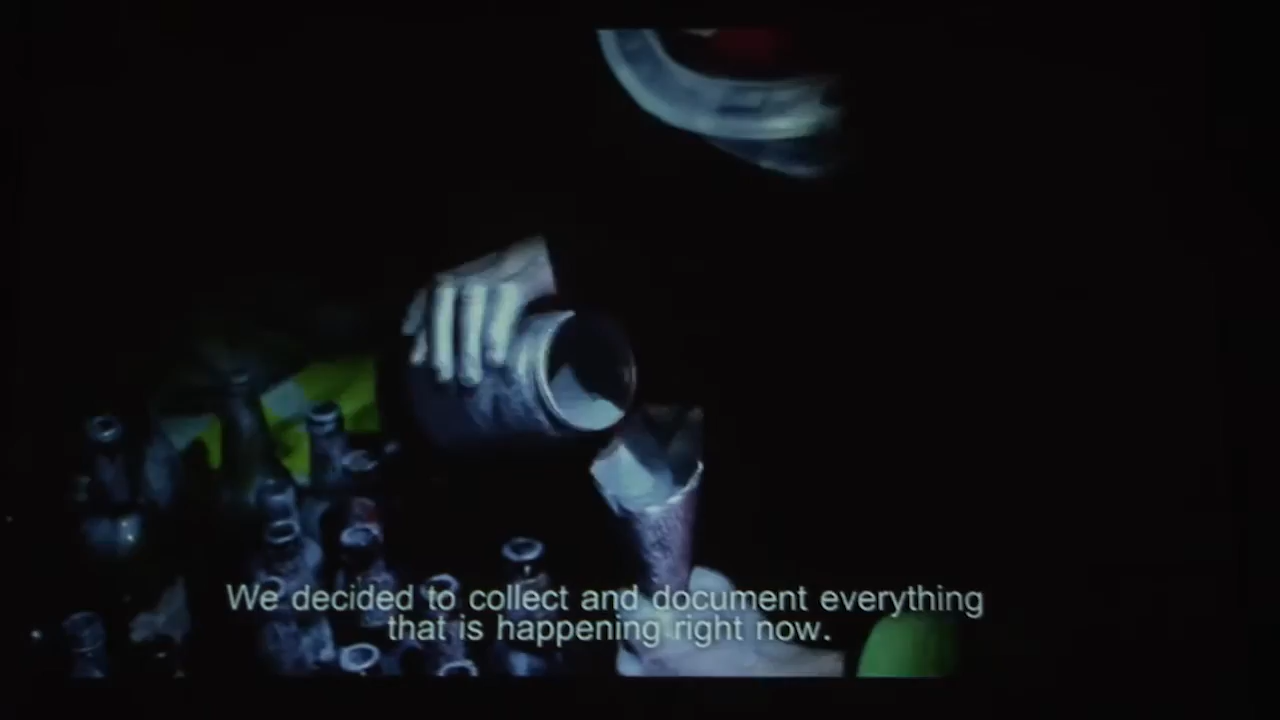 We decided to collect and document everything
that is happening right now.